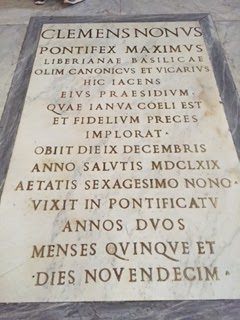 CLEMENS NONVS
PONTIFEX MAXIMVS
LIBERIANAE BASILICAE
OLIM CANONICVS ET VICARIVS
HIC IACENS
EIVS PRAESIDIVM
QVAE IANVA COELI EST
ET FIDELIVM PRECES
IMPLORAT ·
OBIIT DIE IX DECEMBRIS
ANNO SALVTIS MDCLXIX
AETATIS SEXAGESIMO NONO ·
VIXIT IN PONTIFICATV
ANNOS DVOS
MENSES QVINQVE ET
· DIES NOVENDECIM ·